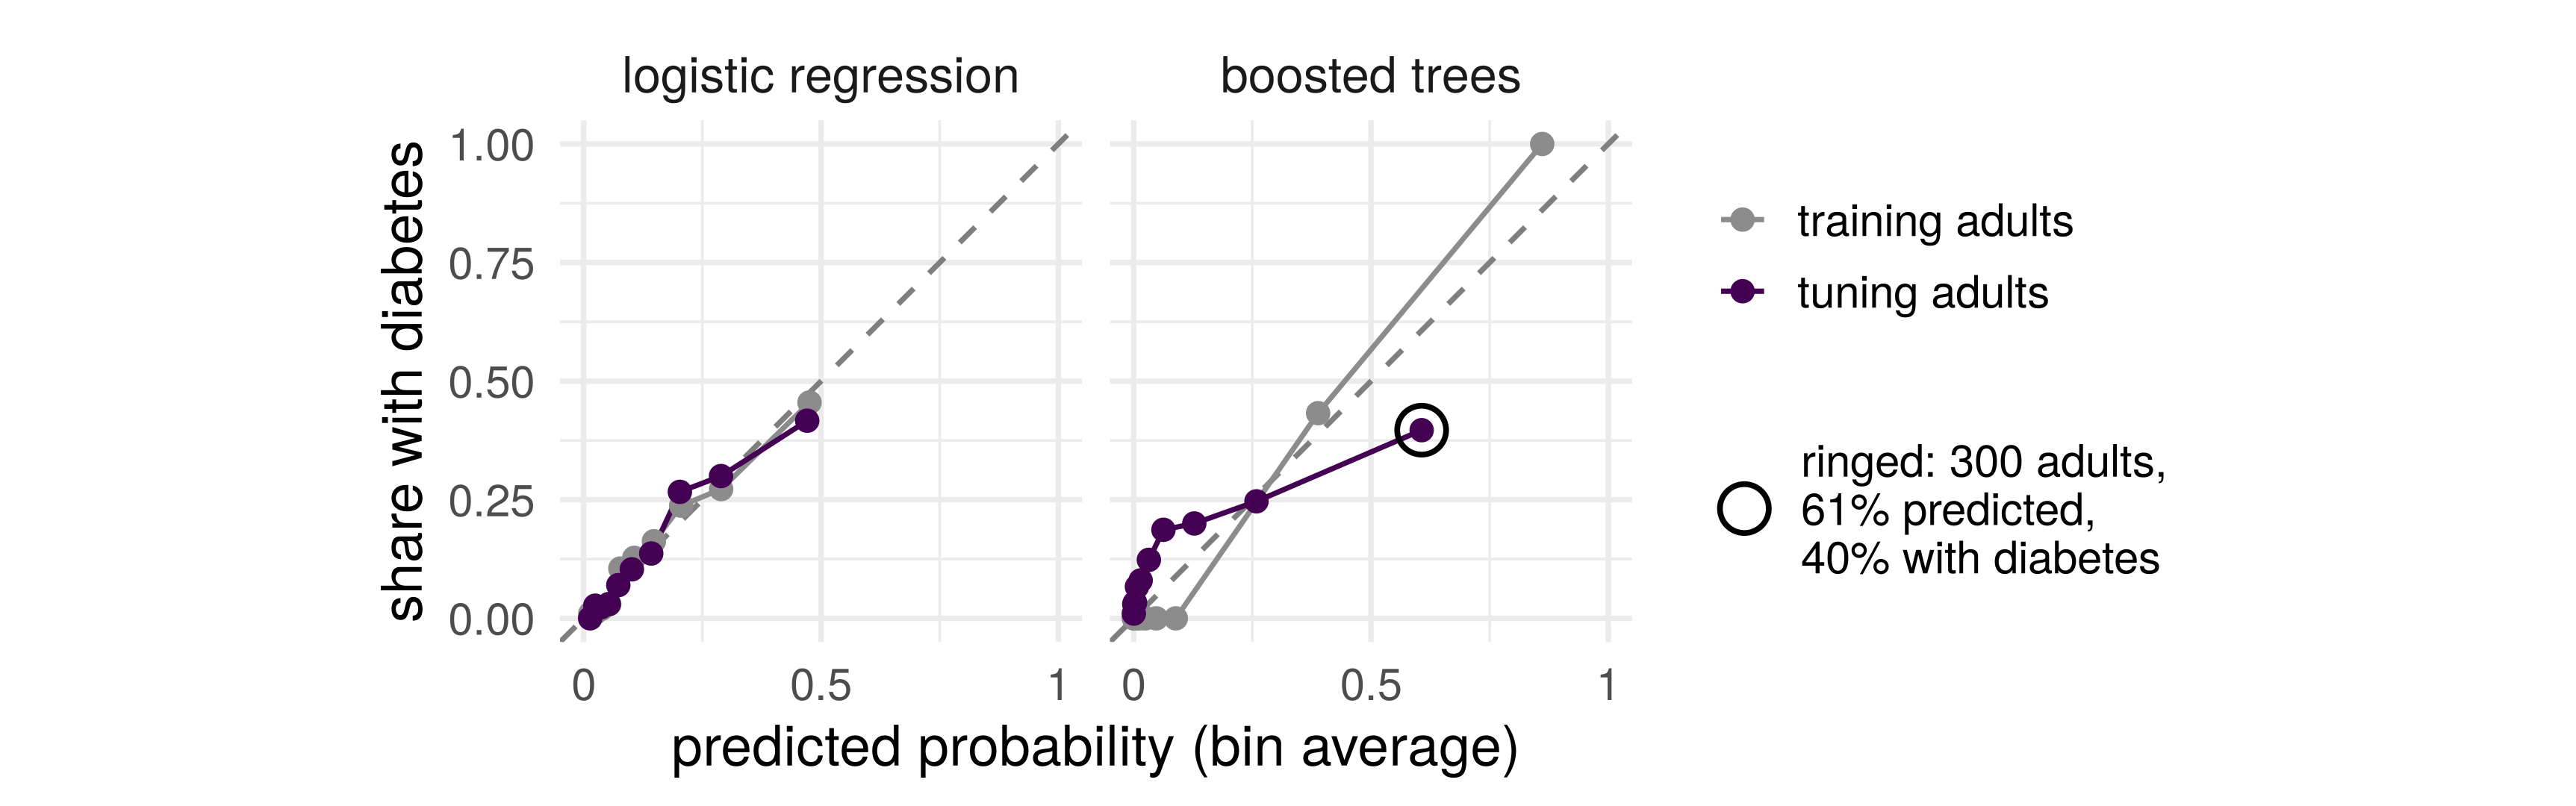 logistic regression
boosted trees
share with diabetes
1.00
0.75
0.50
0.25
0.00
0
0.5
1
0
0.5
1
predicted probability (bin average)
training adults
tuning adults
ringed: 300 adults,
61% predicted,
40% with diabetes